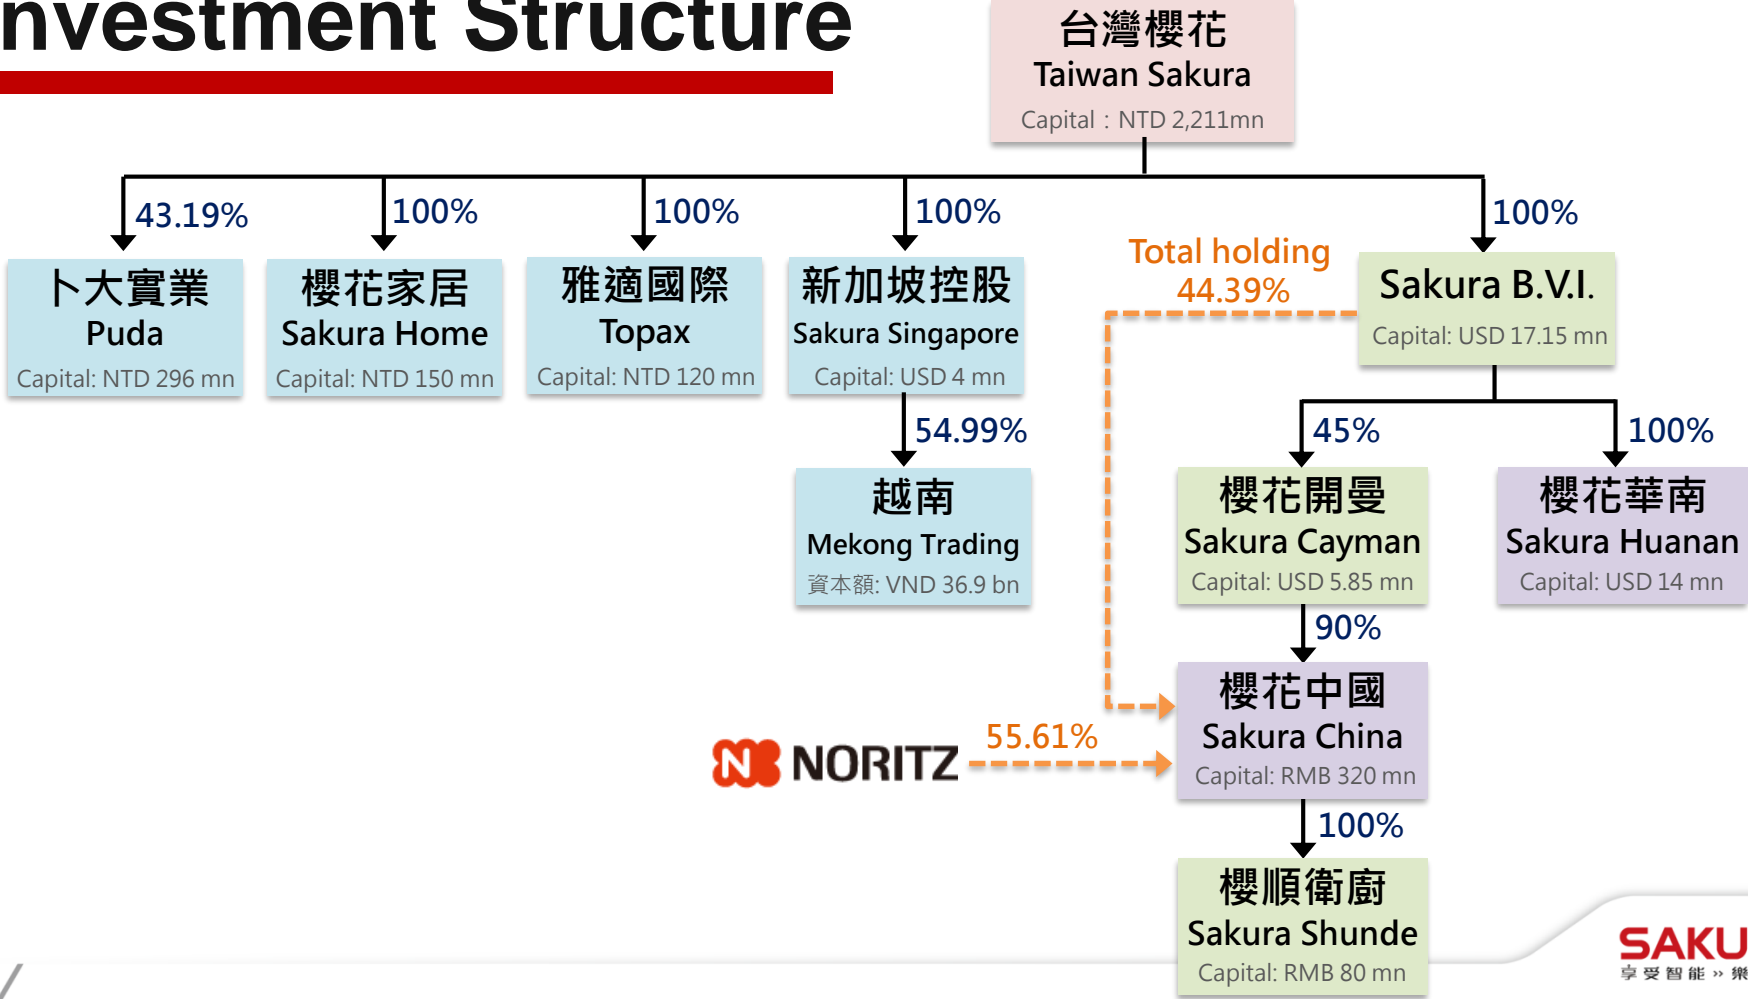 nvestment Structure
台灣櫻花
Taiwan Sakura
Capital：NTD 2,211mn
43.19%
100%
100%
100%
100%
卜大實業
Puda
Capital: NTD 296 mn
櫻花家居
Sakura Home
Capital: NTD 150 mn
雅適國際
Topax
Capital: NTD 120 mn
新加坡控股
Sakura Singapore
Capital: USD 4 mn
Total holding
44.39%
Sakura B.V.I.
Capital: USD 17.15 mn
54.99%
45%
100%
越南
Mekong Trading
資本額: VND 36.9 bn
櫻花開曼
Sakura Cayman
Capital: USD 5.85 mn
櫻花華南
Sakura Huanan
Capital: USD 14 mn
90%
NORITZ
55.61%
櫻花中國
Sakura China
Capital: RMB 320 mn
100%
櫻順衛廚
Sakura Shunde
Capital: RMB 80 mn
SAKU
享受智能 » 樂